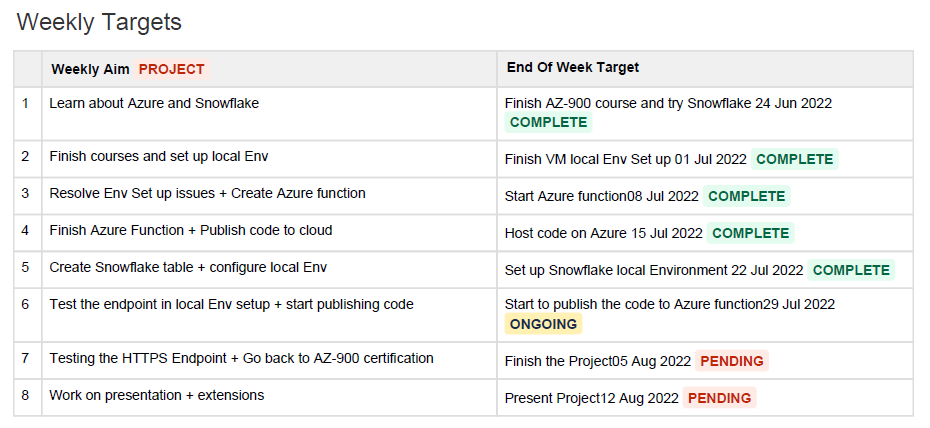 Weekly Targets
Weekly Aim PROJECT
End Of Week Target
1
Learn about Azure and Snowflake
Finish AZ-900 course and try Snowflake 24 Jun 2022
COMPLETE
2
Finish courses and set up local Env
Finish VM local Env Set up 01 Jul 2022 COMPLETE
3
Resolve Env Set up issues + Create Azure function
Start Azure function08 Jul 2022 COMPLETE
4
Finish Azure Function + Publish code to cloud
Host code on Azure 15 Jul 2022 COMPLETE
5
Create Snowflake table + configure local Env
Set up Snowflake local Environment 22 Jul 2022 COMPLETE
6
Test the endpoint in local Env setup + start publishing code
Start to publish the code to Azure function29 Jul 2022
ONGOING
7
Testing the HTTPS Endpoint + Go back to AZ-900 certification
Finish the Project05 Aug 2022 PENDING
8
Work on presentation + extensions
Present Project12 Aug 2022 PENDING